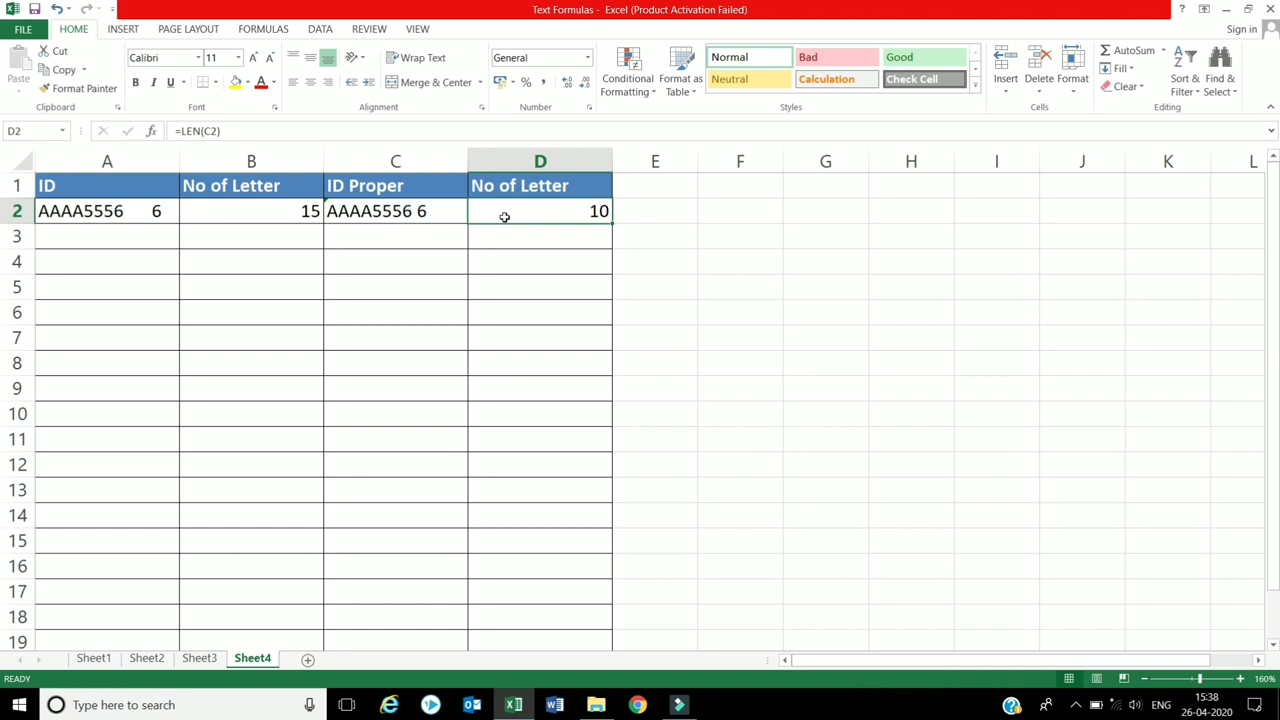 Text Formulas -  Excel (Product Activation Failed)
FILE HOME INSERT PAGE LAYOUT FORMULAS DATA REVIEW VIEW Sign in
Paste Cut Copy Format Painter
Clipboard
Calibri 11
B I U
Font
Wrap Text
Merge & Center
Alignment
General
%
Number
Conditional Formatting
Format as Table
Normal Bad Good
Neutral Calculation Check Cell
Styles
Insert Delete Format
Cells
AutoSum
Fill
Clear
Sort & Filter
Find & Select
Editing
D2 fx =LEN(C2)
A B C D E F G H I J K L
1 ID No of Letter ID Proper No of Letter
2 AAAA5556      6 15 AAAA5556 6 10
3
4
5
6
7
8
9
10
11
12
13
14
15
16
17
18
19
Sheet1 Sheet2 Sheet3 Sheet4
READY 160%
Type here to search ENG 15:38
26-04-2020